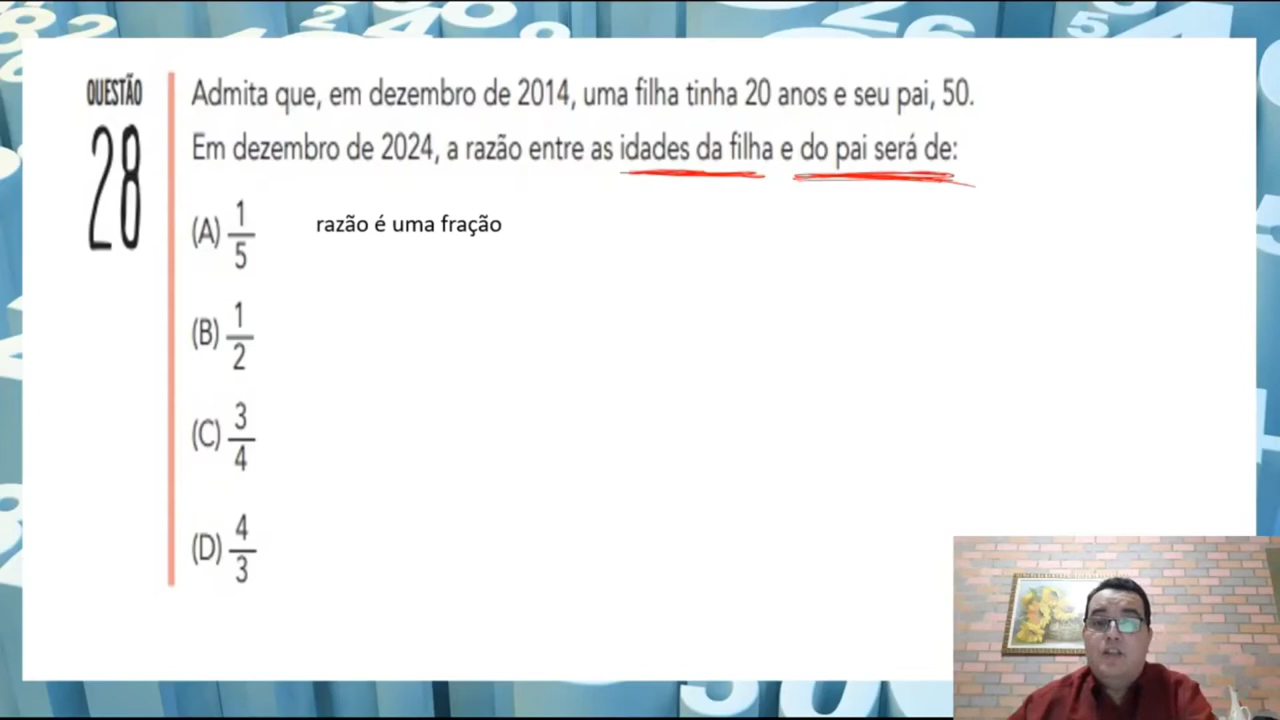 QUESTÃO
28
Admita que, em dezembro de 2014, uma filha tinha 20 anos e seu pai, 50.
Em dezembro de 2024, a razão entre as idades da filha e do pai será de:
(A) 1/5
razão é uma fração
(B) 1/2
(C) 3/4
(D) 4/3